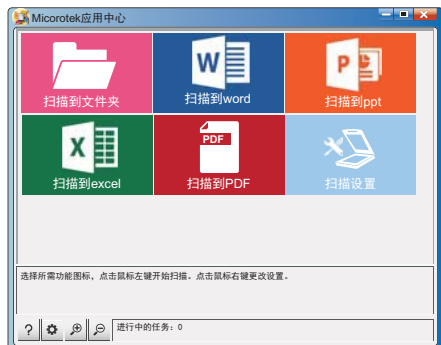 Micorotek应用中心
扫描到文件夹
W
扫描到word
P
扫描到ppt
X
扫描到excel
PDF
扫描到PDF
扫描设置
选择所需功能图标、点击鼠标左键开始扫描。点击鼠标右键更改设置。
?
进行中的任务：0